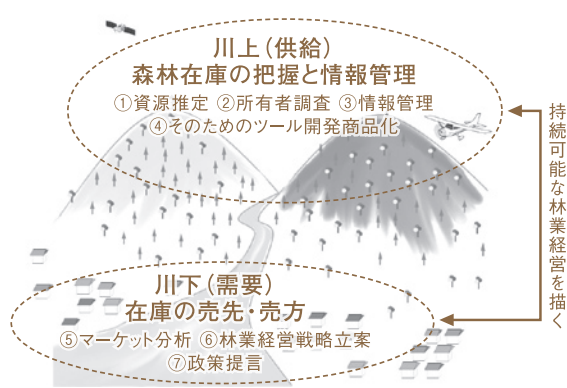 川上（供給）
森林在庫の把握と情報管理
①資源推定 ②所有者調査 ③情報管理
④そのためのツール開発商品化
持続可能な林業経営を描く
川下（需要）
在庫の売先・売方
⑤マーケット分析 ⑥林業経営戦略立案
⑦政策提言